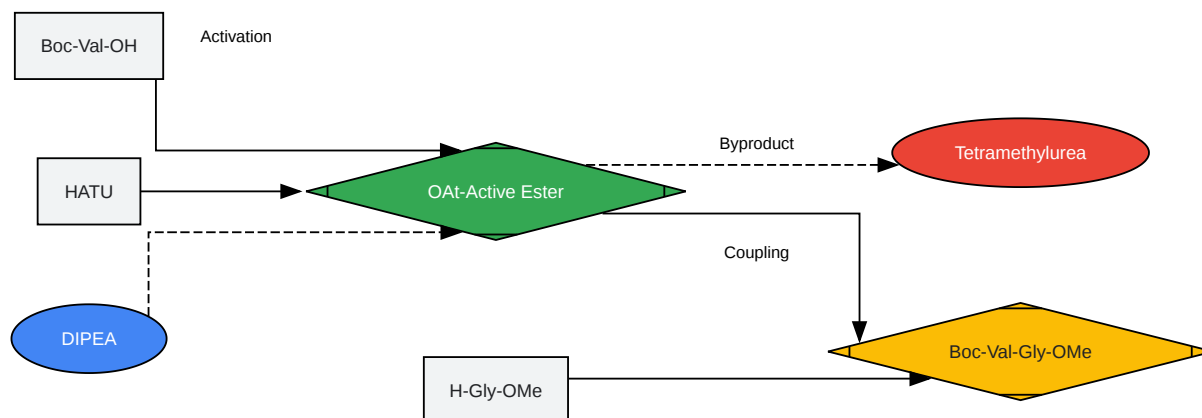 Boc-Val-OH
Activation
Byproduct
Tetramethylurea
HATU
OAt-Active Ester
Coupling
DIPEA
Boc-Val-Gly-OMe
H-Gly-OMe